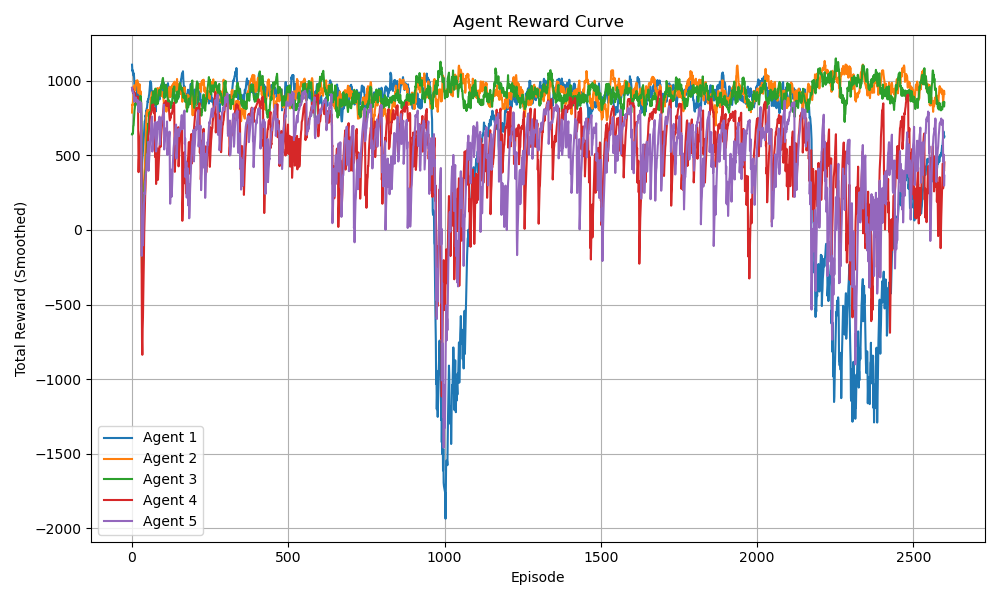 Agent Reward Curve
Total Reward (Smoothed)
1000
500
0
−500
−1000
−1500
−2000
Agent 1
Agent 2
Agent 3
Agent 4
Agent 5
0
500
1000
1500
2000
2500
Episode